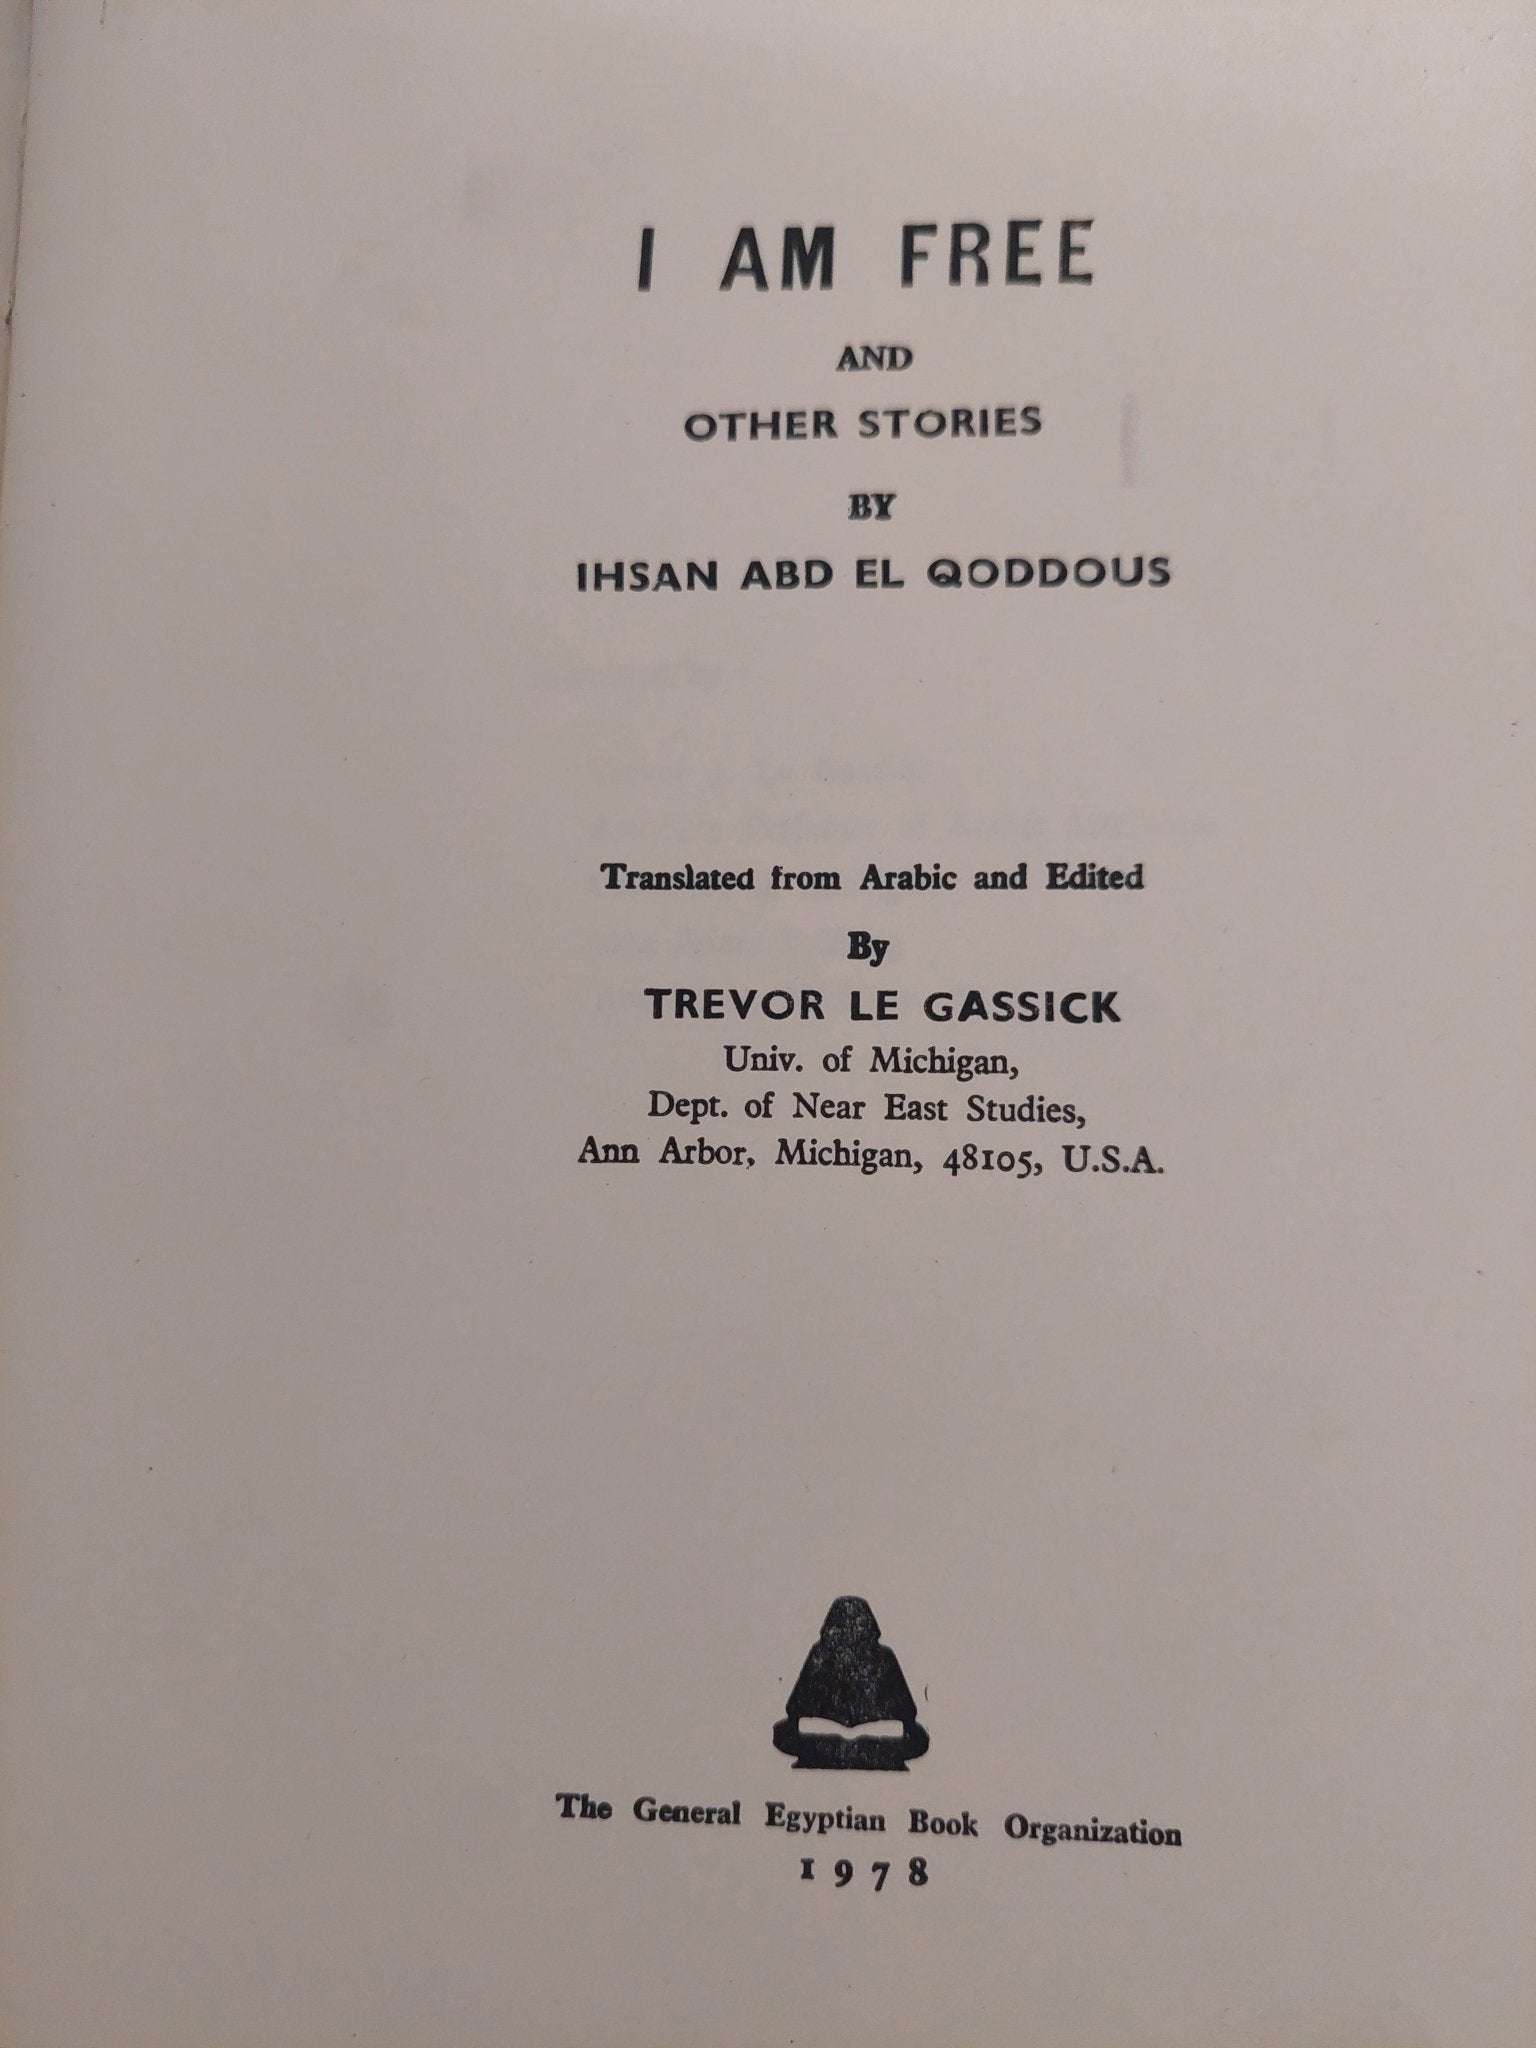 I AM FREE
AND
OTHER STORIES
BY
IHSAN ABD EL QODDOUS
Translated from Arabic and Edited
By
TREVOR LE GASSICK
Univ. of Michigan,
Dept. of Near East Studies,
Ann Arbor, Michigan, 48105, U.S.A.
The General Egyptian Book Organization
1978